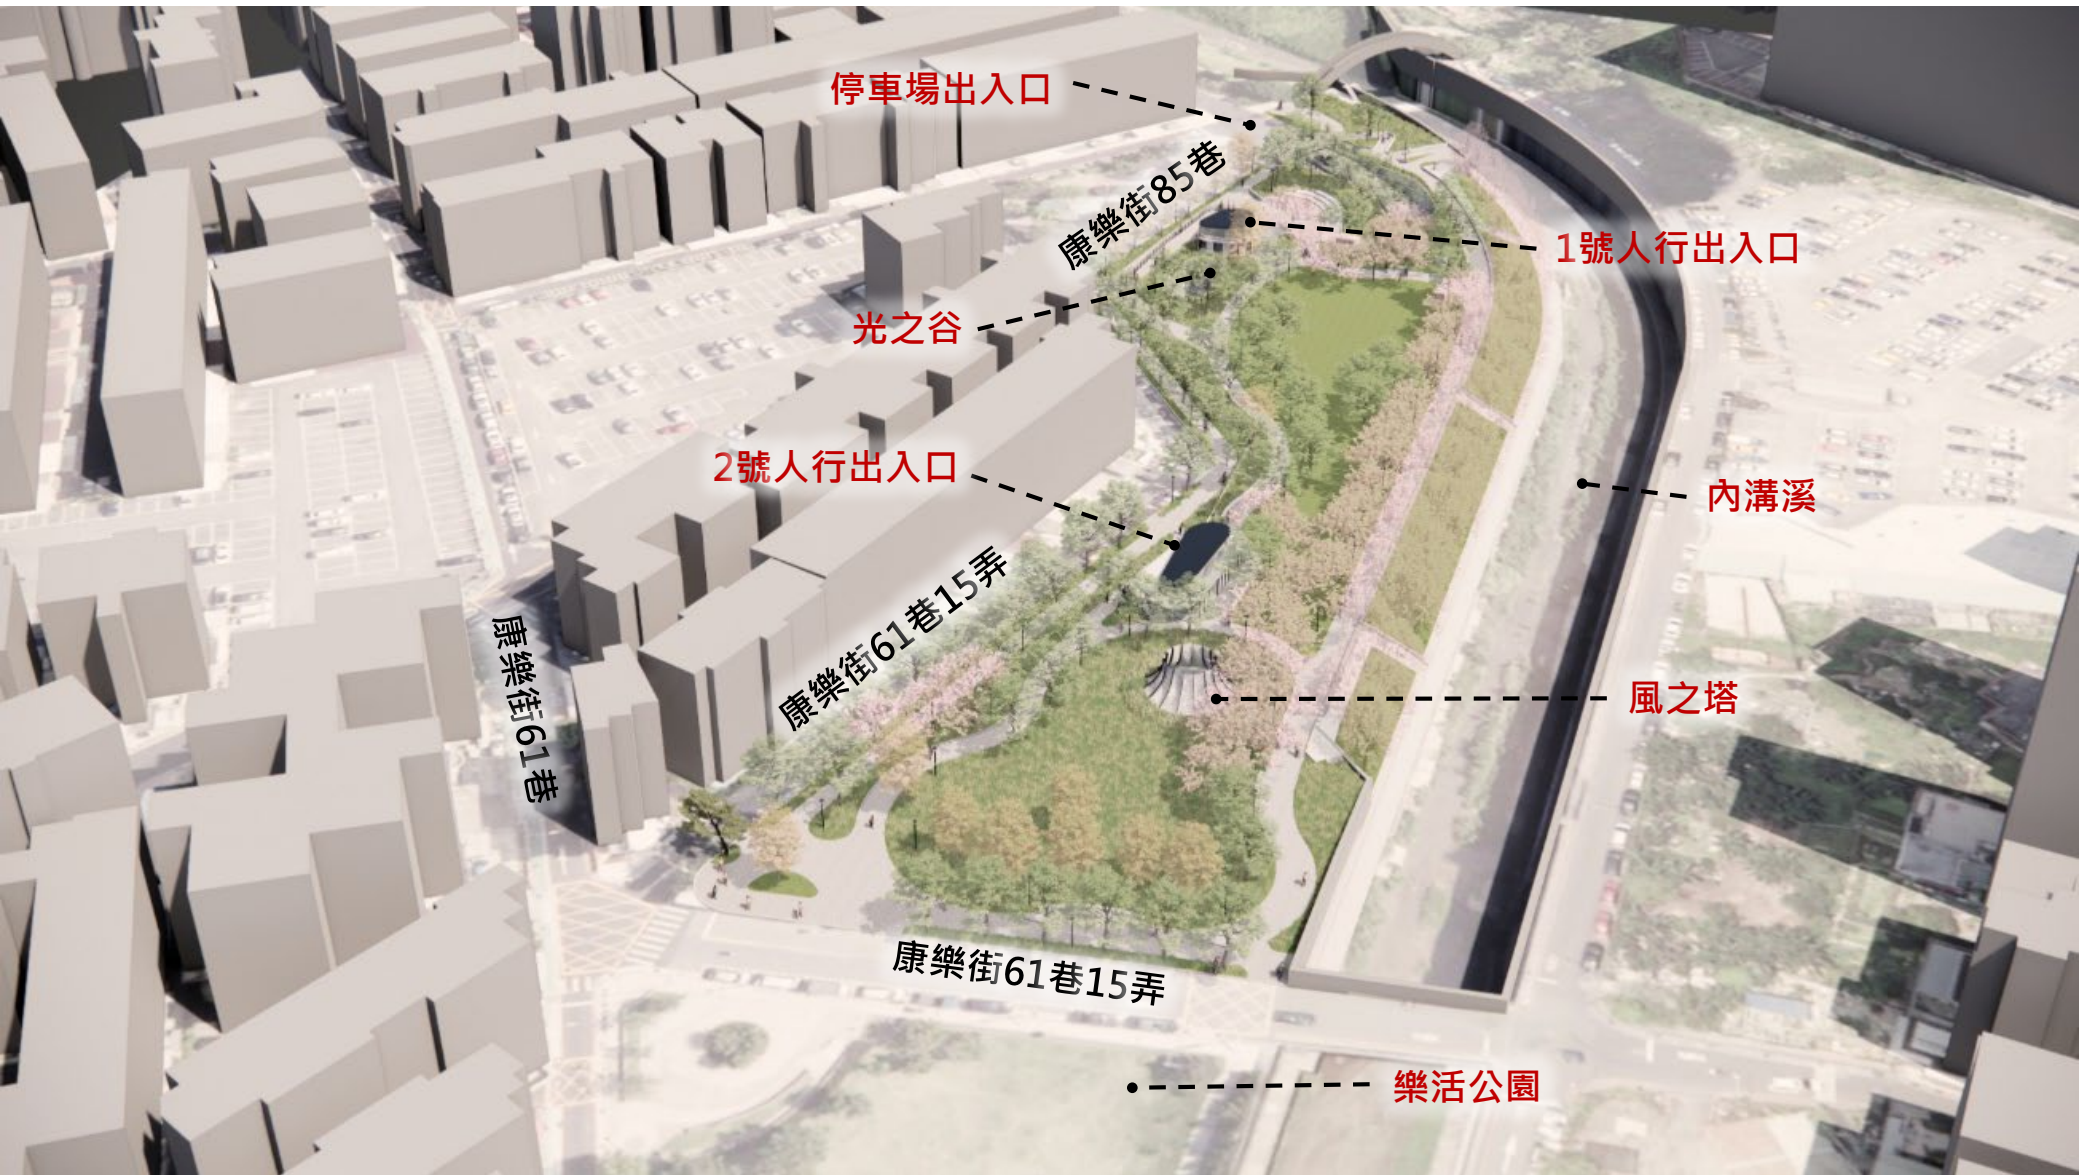 停車場出入口
康樂街85巷
1號人行出入口
光之谷
2號人行出入口
內溝溪
康樂街61巷15弄
康樂街61巷
風之塔
康樂街61巷15弄
樂活公園